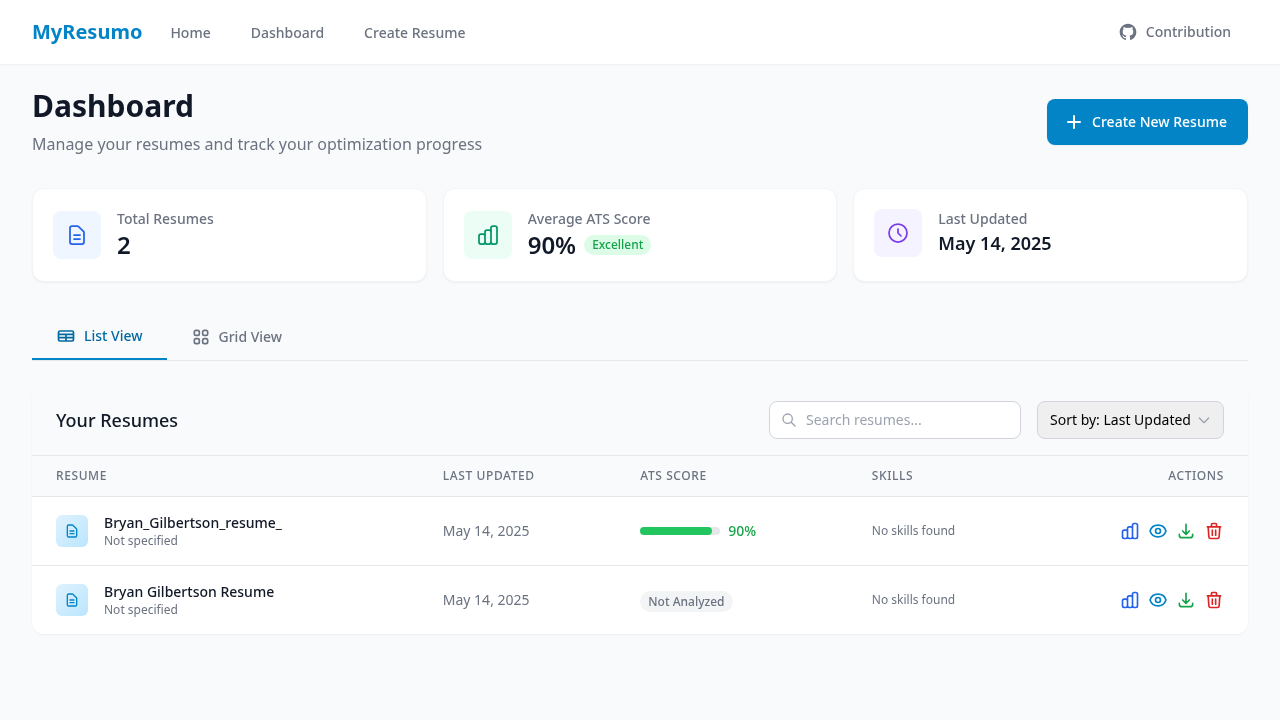 MyResumo Home Dashboard Create Resume Contribution
Dashboard
Manage your resumes and track your optimization progress
Create New Resume
Total Resumes
2
Average ATS Score
90% Excellent
Last Updated
May 14, 2025
List View Grid View
Your Resumes Search resumes... Sort by: Last Updated
RESUME LAST UPDATED ATS SCORE SKILLS ACTIONS
Bryan_Gilbertson_resume_
Not specified
May 14, 2025 90% No skills found
Bryan Gilbertson Resume
Not specified
May 14, 2025 Not Analyzed No skills found